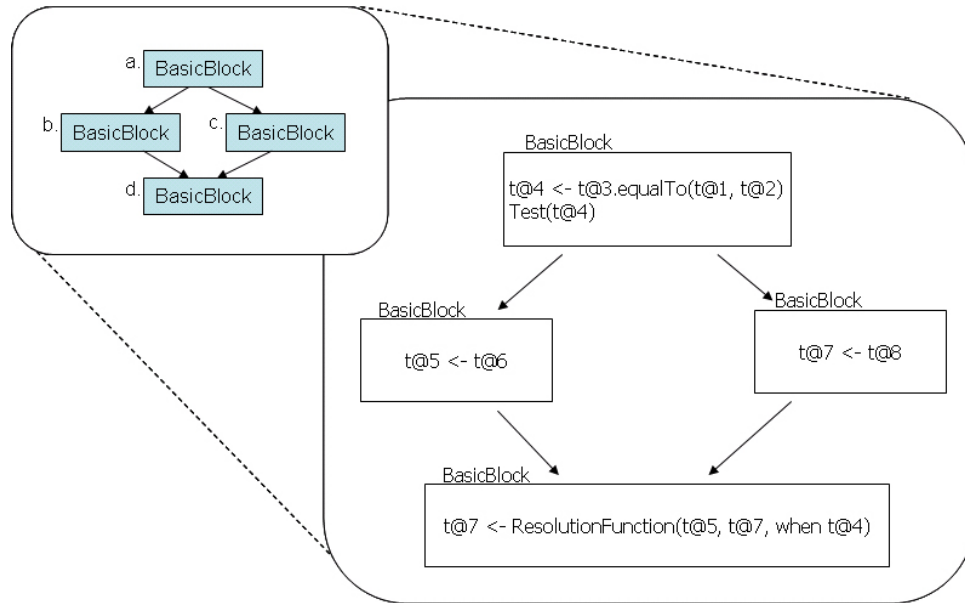 a. BasicBlock
b. BasicBlock
c. BasicBlock
d. BasicBlock
BasicBlock
t@4 <- t@3.equalTo(t@1, t@2)
Test(t@4)
BasicBlock
t@5 <- t@6
BasicBlock
t@7 <- t@8
BasicBlock
t@7 <- ResolutionFunction(t@5, t@7, when t@4)